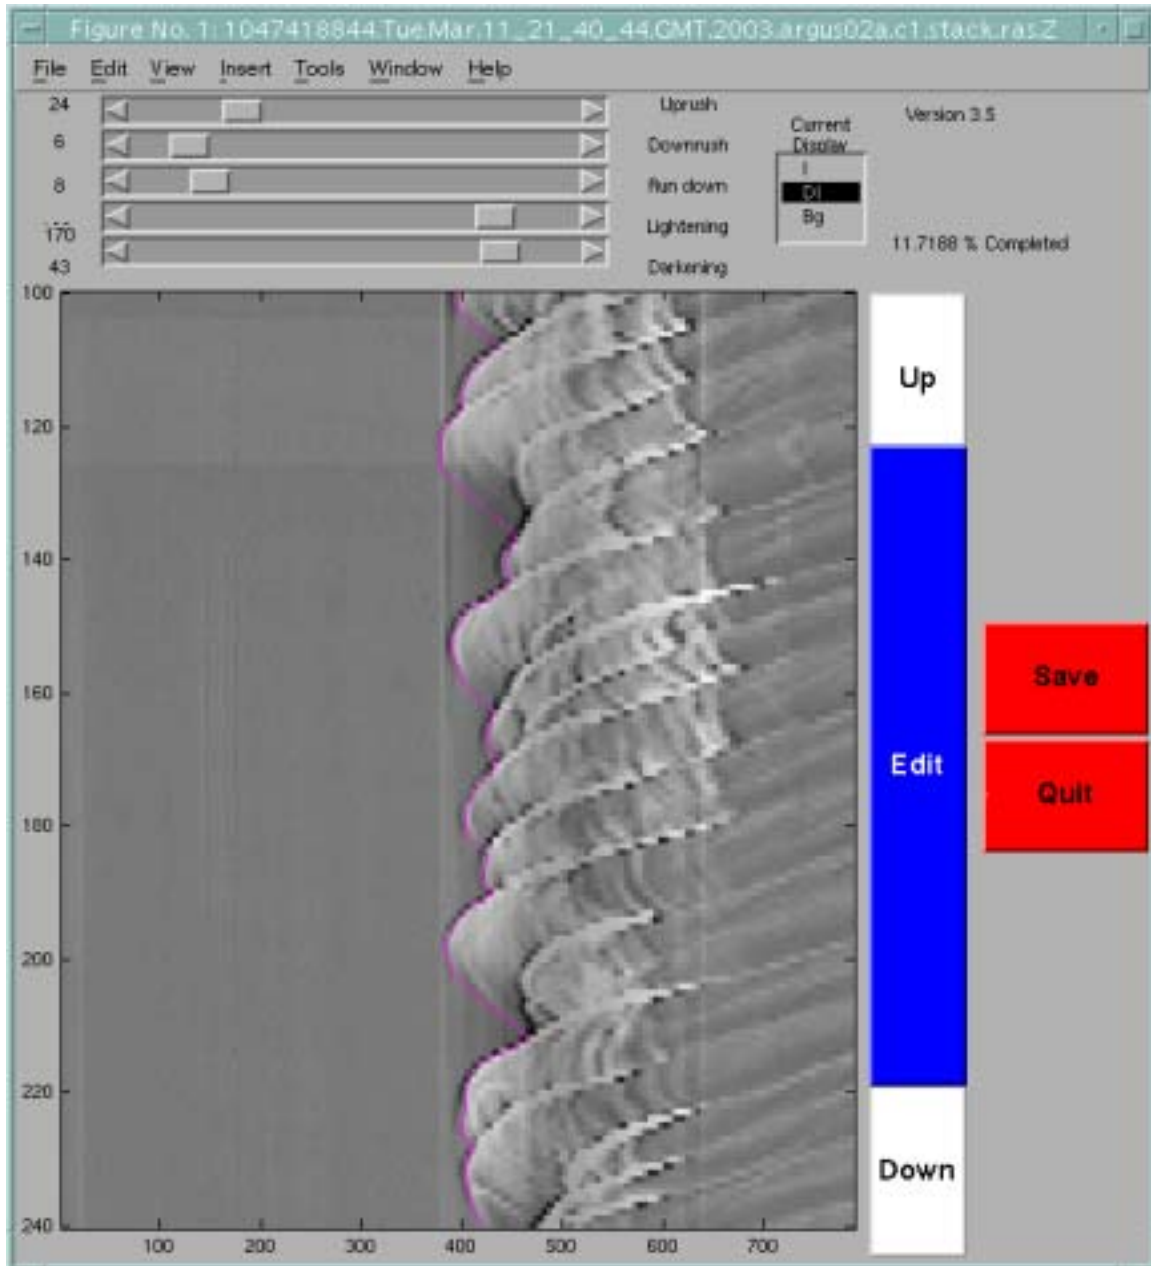 Figure No. 1: 1047418844.Tue.Mar.11_21_40_44.GMT.2003.argus02a.c1.stack.ras.Z
File Edit View Insert Tools Window Help
24 Uprush
6 Downrush
8 Run down
Lightening
170
43 Darkening
Current
Display
I
DI
Bg
Version 3.5
11.7188 % Completed
100
120
140
160
180
200
220
240
100 200 300 400 500 600 700
Up
Edit
Down
Save
Quit